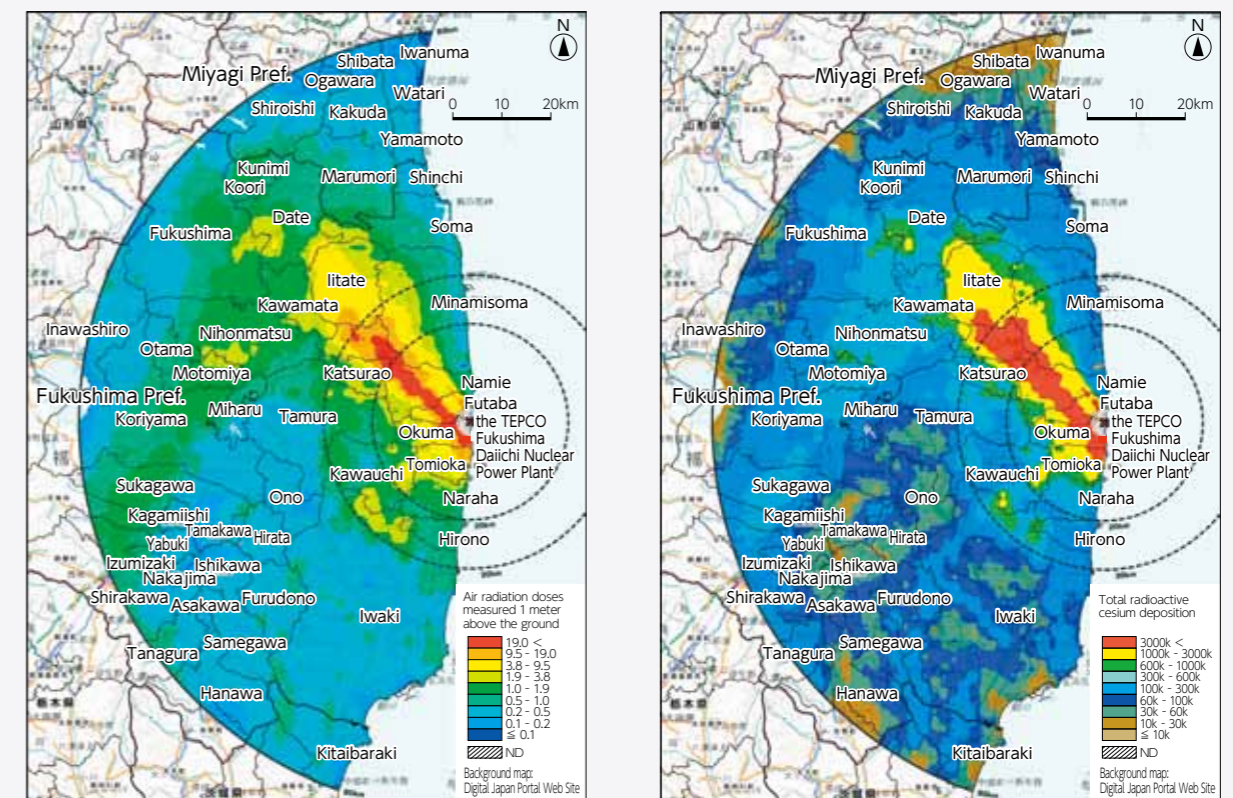 N
Iwanuma
Shibata
Miyagi Pref.
Ogawara
Watari
Shiroishi
Kakuda
0 10 20km
Yamamoto
Kunimi
Koori
Marumori
Shinchi
Date
Fukushima
Soma
Iitate
Kawamata
Minamisoma
Inawashiro
Nihonmatsu
Otama
Motomiya
Katsurao
Namie
Fukushima Pref.
Futaba
Miharu
Koriyama
Tamura
the TEPCO
Fukushima
Daiichi Nuclear
Power Plant
Okuma
Tomioka
Kawauchi
Sukagawa
Ono
Naraha
Kagamiishi
Tamakawa
Hirata
Yabuki
Hirono
Izumizaki
Ishikawa
Nakajima
Shirakawa
Asakawa
Furudono
Iwaki
Samegawa
Tanagura
Hanawa
Kitaibaraki
Air radiation doses
measured 1 meter
above the ground
19.0 <
9.5 - 19.0
3.8 - 9.5
1.9 - 3.8
1.0 - 1.9
0.5 - 1.0
0.2 - 0.5
0.1 - 0.2
≤ 0.1
ND
Background map:
Digital Japan Portal Web Site
N
Iwanuma
Shibata
Miyagi Pref.
Ogawara
Watari
Shiroishi
Kakuda
0 10 20km
Yamamoto
Kunimi
Koori
Marumori
Shinchi
Date
Fukushima
Soma
Iitate
Kawamata
Minamisoma
Inawashiro
Nihonmatsu
Otama
Motomiya
Katsurao
Namie
Fukushima Pref.
Futaba
Miharu
Koriyama
Tamura
the TEPCO
Fukushima
Daiichi Nuclear
Power Plant
Okuma
Tomioka
Kawauchi
Sukagawa
Ono
Naraha
Kagamiishi
Tamakawa
Hirata
Yabuki
Hirono
Izumizaki
Ishikawa
Nakajima
Shirakawa
Asakawa
Furudono
Iwaki
Samegawa
Tanagura
Hanawa
Kitaibaraki
Total radioactive
cesium deposition
3000k <
1000k - 3000k
600k - 1000k
300k - 600k
100k - 300k
60k - 100k
30k - 60k
10k - 30k
≤ 10k
ND
Background map:
Digital Japan Portal Web Site